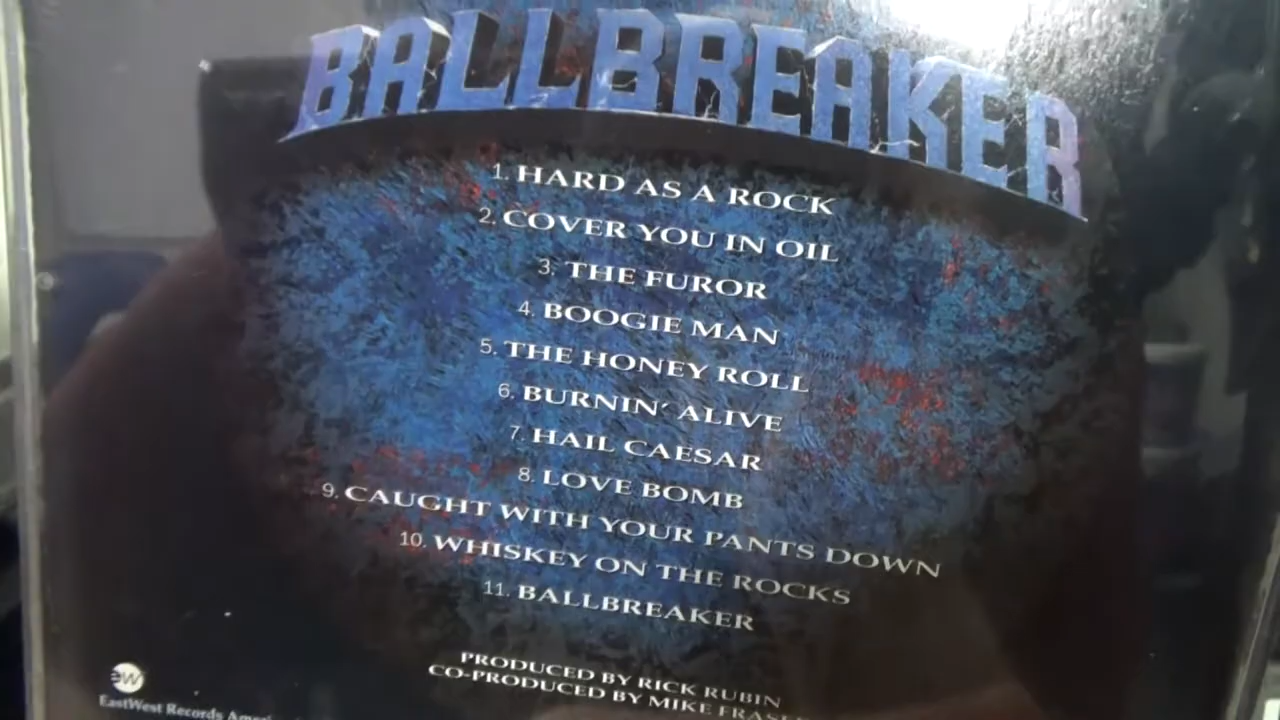 BALLBREAKER
1. HARD AS A ROCK
2. COVER YOU IN OIL
3. THE FUROR
4. BOOGIE MAN
5. THE HONEY ROLL
6. BURNIN' ALIVE
7. HAIL CAESAR
8. LOVE BOMB
9. CAUGHT WITH YOUR PANTS DOWN
10. WHISKEY ON THE ROCKS
11. BALLBREAKER
PRODUCED BY RICK RUBIN
CO-PRODUCED BY MIKE
ew
EastWest Records